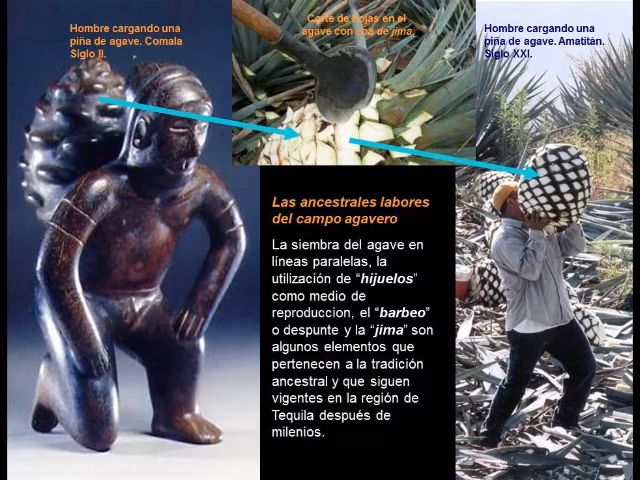 Hombre cargando una
piña de agave. Comala
Siglo II.
Corte de hojas en el
agave con coa de jima.
Hombre cargando una
piña de agave. Amatitán.
Siglo XXI.
Las ancestrales labores
del campo agavero
La siembra del agave en
líneas paralelas, la
utilización de “hijuelos”
como medio de
reproduccion, el “barbeo”
o despunte y la “jima” son
algunos elementos que
pertenecen a la tradición
ancestral y que siguen
vigentes en la región de
Tequila después de
milenios.